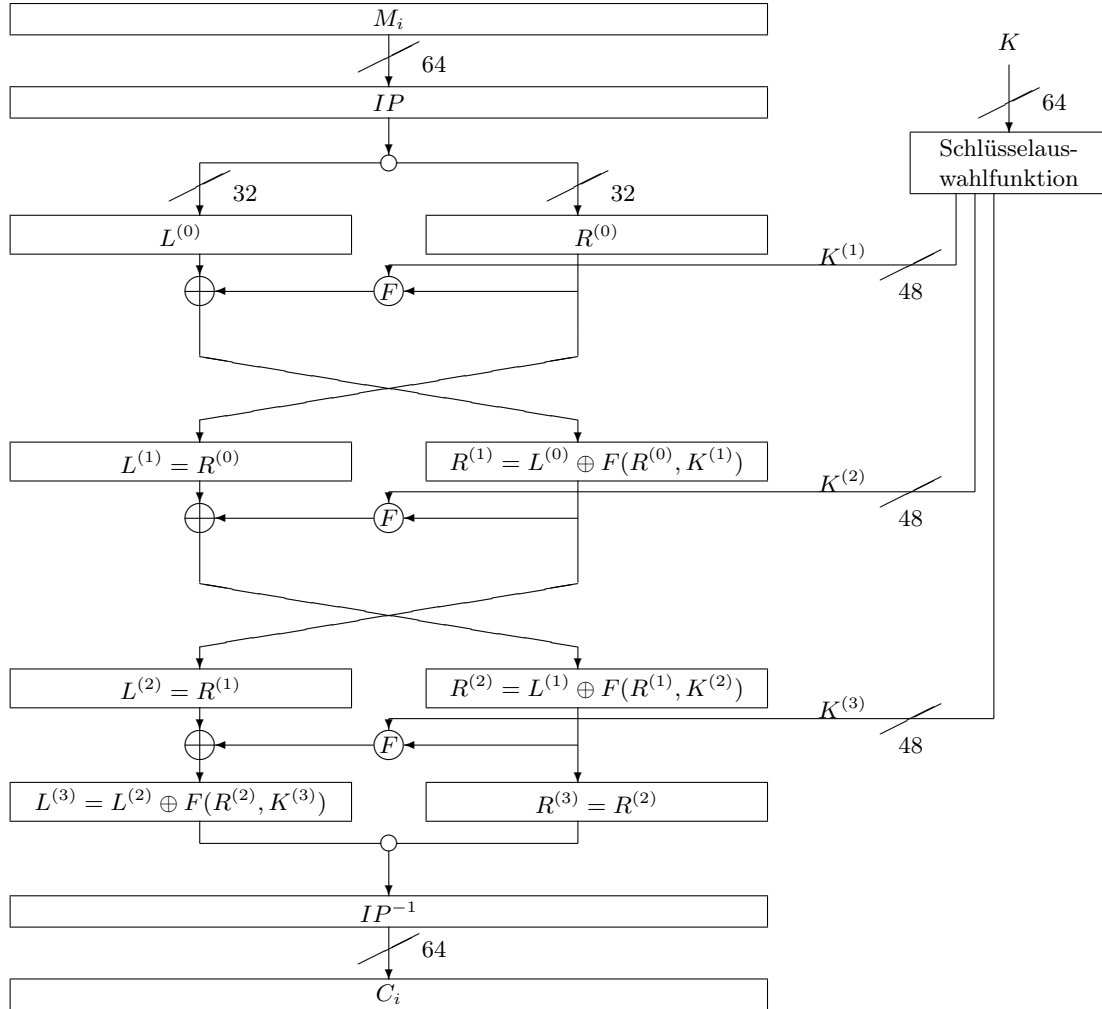 M_i
64
K
IP
64
Schlüsselaus-
wahlfunktion
32
32
L^{(0)}
R^{(0)}
K^{(1)}
F
48
L^{(1)} = R^{(0)}
R^{(1)} = L^{(0)} ⊕ F(R^{(0)}, K^{(1)})
K^{(2)}
F
48
L^{(2)} = R^{(1)}
R^{(2)} = L^{(1)} ⊕ F(R^{(1)}, K^{(2)})
K^{(3)}
F
48
L^{(3)} = L^{(2)} ⊕ F(R^{(2)}, K^{(3)})
R^{(3)} = R^{(2)}
IP^{-1}
64
C_i